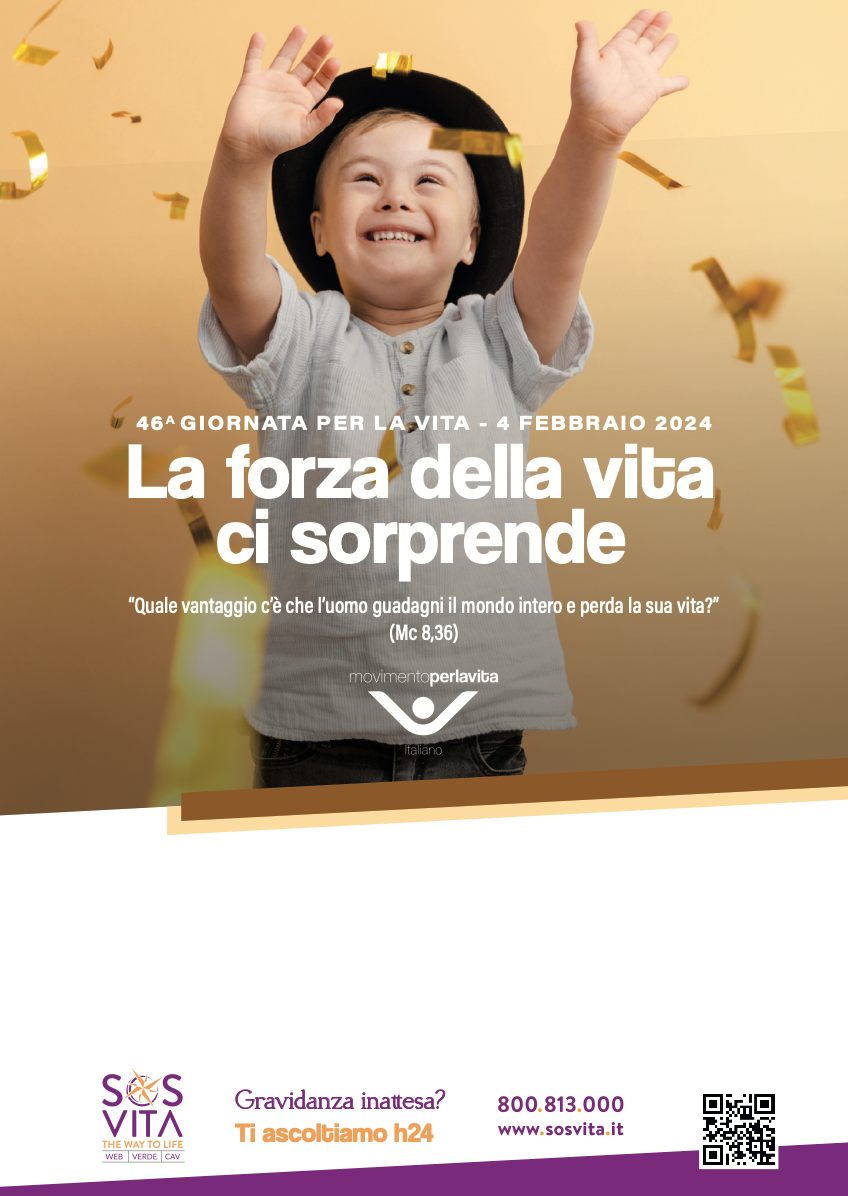 46ᴬ GIORNATA PER LA VITA - 4 FEBBRAIO 2024
La forza della vita
ci sorprende
“Quale vantaggio c’è che l’uomo guadagni il mondo intero e perda la sua vita?”
(Mc 8,36)
movimentoperlavita
italiano
SOS
VITA
THE WAY TO LIFE
WEB | VERDE | CAV
Gravidanza inattesa?
Ti ascoltiamo h24
800.813.000
www.sosvita.it